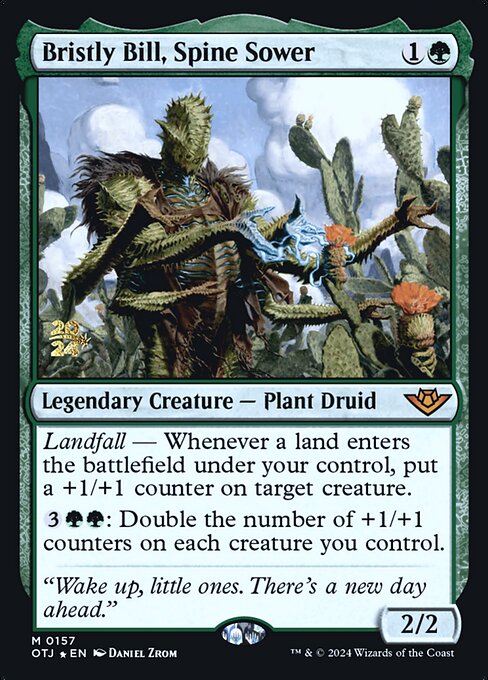 Bristly Bill, Spine Sower 1
20
24
Legendary Creature — Plant Druid
Landfall — Whenever a land enters
the battlefield under your control, put
a +1/+1 counter on target creature.
3: Double the number of +1/+1
counters on each creature you control.
“Wake up, little ones. There’s a new day
ahead.”
2/2
M 0157
OTJ ★ EN Daniel Zrom
™ & © 2024 Wizards of the Coast